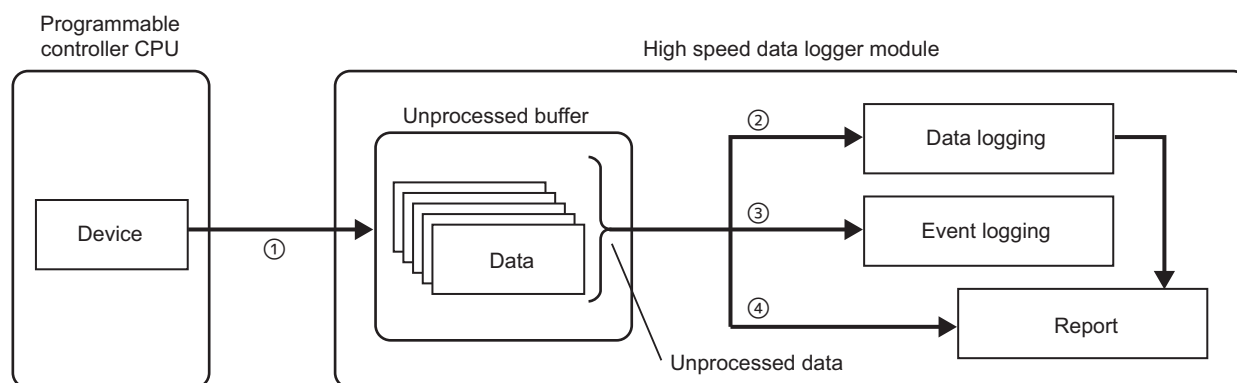 Programmable
controller CPU
High speed data logger module
Unprocessed buffer
②
Data logging
Device
①
Data
③
Event logging
④
Report
Unprocessed data